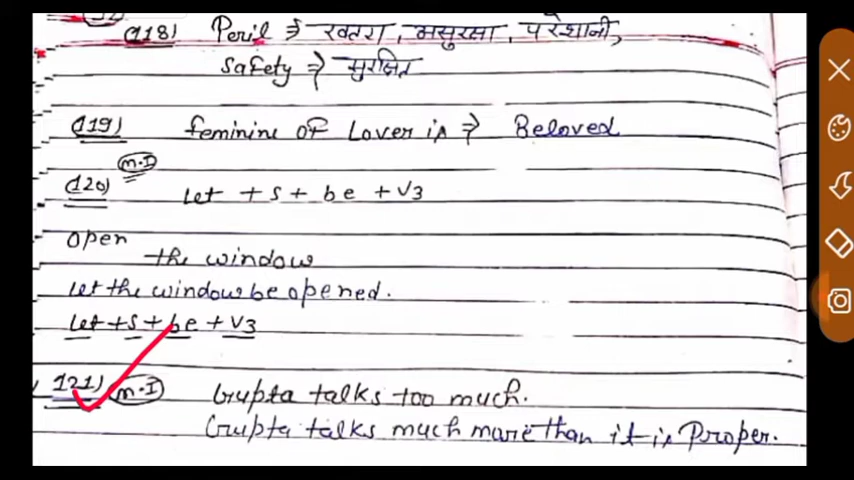 118) Peril ⇒ खतरा, असुरक्षा, परेशानी,
Safety ⇒ सुरक्षित
119) feminine of Lover is ⇒ Beloved
120) m.I Let + S + be + V3
open the window
Let the window be opened.
Let + S + be + V3
121) m.I Gupta talks too much.
Gupta talks much more than it is Proper.